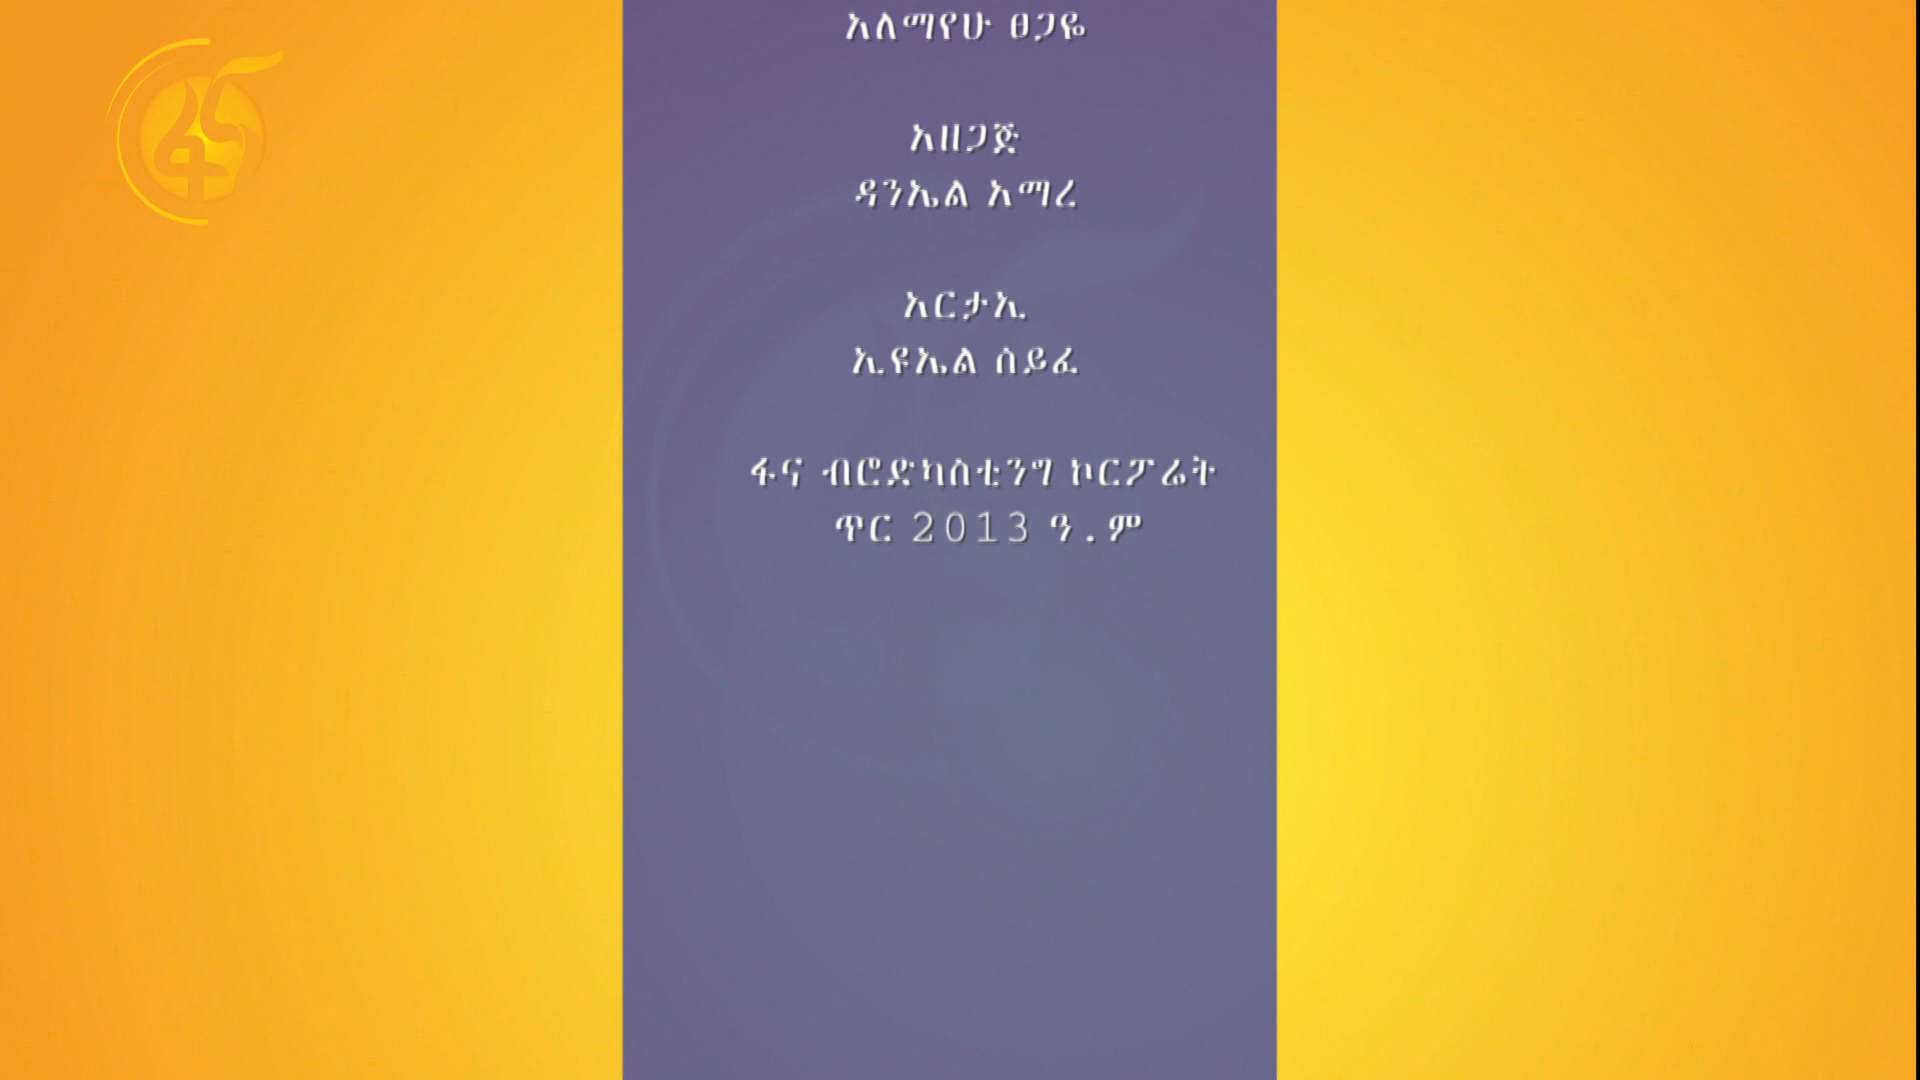 አለማየሁ ፀጋዬ
አዘጋጅ
ዳንኤል አማረ
አርታኢ
ኢዩኤል ሰይፈ
ፋና ብሮድካስቲንግ ኮርፖሬት
ጥር 2013 ዓ.ም